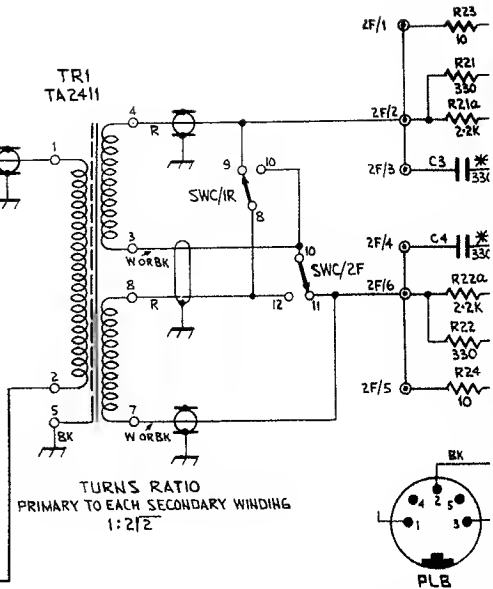 TR1
TA2411
1
2
5
BK
4
R
3
W OR BK
8
R
7
W OR BK
9
10
SWC/1R
8
10
SWC/2F
12
11
2F/1
2F/2
2F/3
2F/4
2F/6
2F/5
R23
10
R21
330
R21a
2·2K
C3
*
330
C4
*
330
R22a
2·2K
R22
330
R24
10
TURNS RATIO
PRIMARY TO EACH SECONDARY WINDING
1:2√2
BK
4
2
5
1
3
PLB